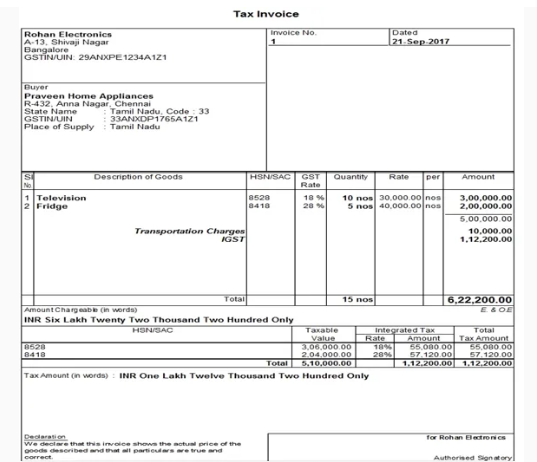 Tax Invoice
Rohan Electronics
A-13, Shivaji Nagar
Bangalore
GSTIN/UIN: 29ANXPE1234A1Z1
Invoice No.
1
Dated
21-Sep-2017
Buyer
Praveen Home Appliances
R-432, Anna Nagar, Chennai
State Name : Tamil Nadu, Code : 33
GSTIN/UIN : 33ANXDP1765A1Z1
Place of Supply : Tamil Nadu
Sl No. Description of Goods HSN/SAC GST Rate Quantity Rate per Amount
1 Television 8528 18 % 10 nos 30,000.00 nos 3,00,000.00
2 Fridge 8418 28 % 5 nos 40,000.00 nos 2,00,000.00
5,00,000.00
Transportation Charges 10,000.00
IGST 1,12,200.00
Total 15 nos 6,22,200.00
Amount Chargeable (in words) E. & O.E
INR Six Lakh Twenty Two Thousand Two Hundred Only
HSN/SAC Taxable Value Integrated Tax Rate Amount Total Tax Amount
8528 3,06,000.00 18% 55,080.00 55,080.00
8418 2,04,000.00 28% 57,120.00 57,120.00
Total 5,10,000.00 1,12,200.00 1,12,200.00
Tax Amount (in words) : INR One Lakh Twelve Thousand Two Hundred Only
Declaration
We declare that this invoice shows the actual price of the
goods described and that all particulars are true and
correct.
for Rohan Electronics
Authorised Signatory